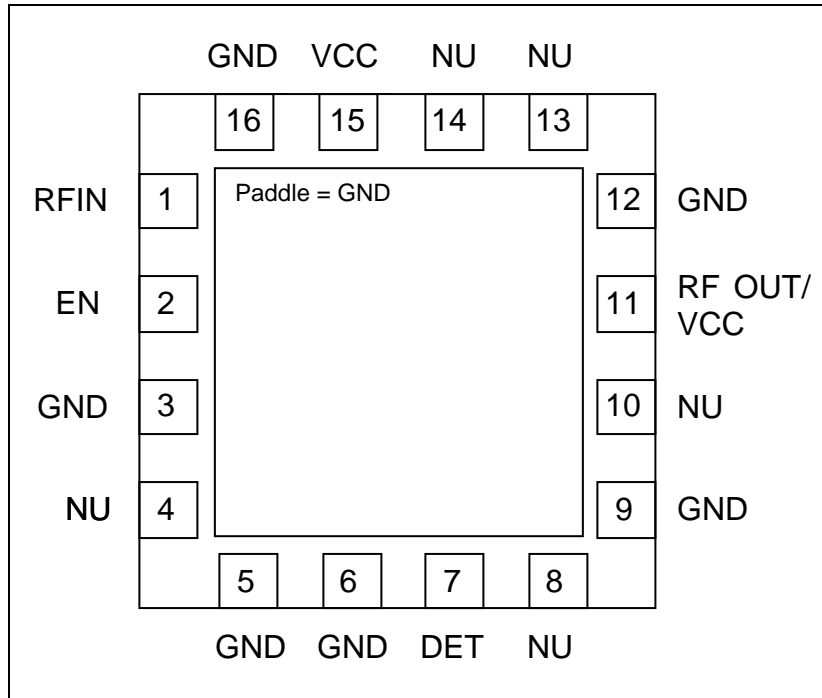 GND VCC NU NU
16 15 14 13
RFIN 1 Paddle = GND 12 GND
EN 2 11 RF OUT/
VCC
GND 3 10 NU
NU 4 9 GND
5 6 7 8
GND GND DET NU